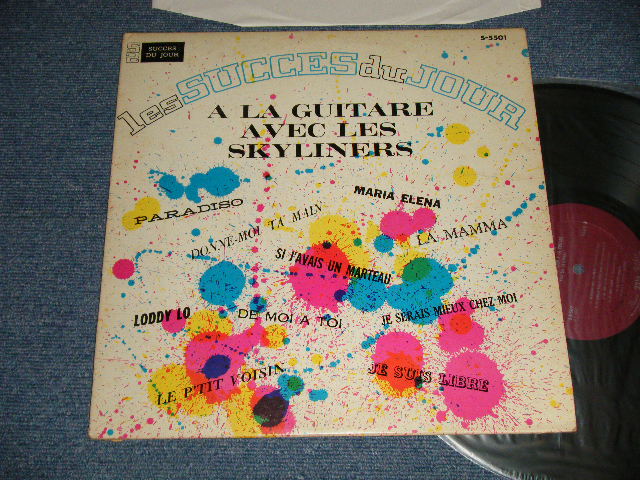 SUCCES
DU JOUR
S-5501
les SUCCES du JOUR
A LA GUITARE
AVEC LES
SKYLINERS
PARADISO
MARIA ELENA
DONNE-MOI TA MAIN
LA MAMMA
SI J'AVAIS UN MARTEAU
LODDY LO
DE MOI A TOI
JE SERAIS MIEUX CHEZ MOI
LE P'TIT VOISIN
JE SUIS LIBRE